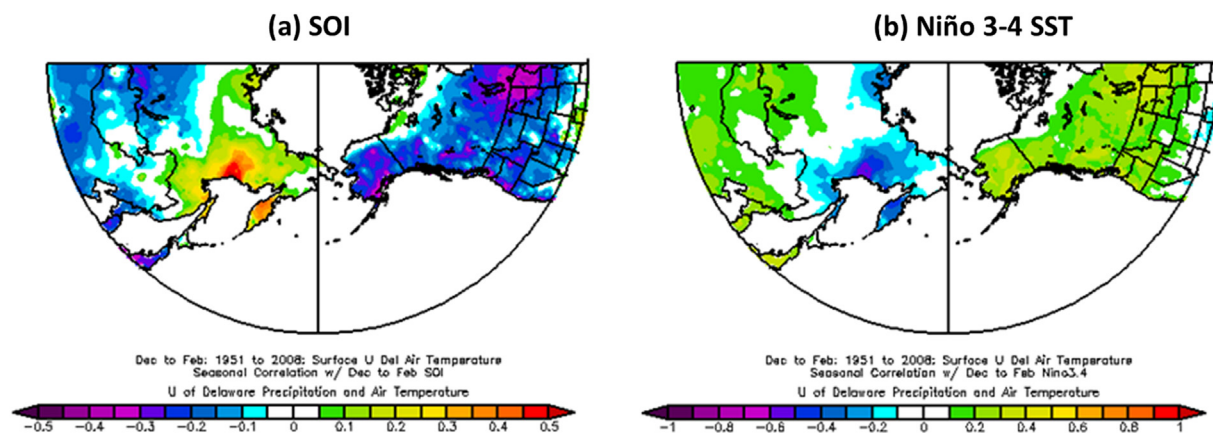 (a) SOI
Dec to Feb: 1951 to 2008: Surface U Del Air Temperature
Seasonal Correlation w/ Dec to Feb SOI
U of Delaware Precipitation and Air Temperature
-0.5 -0.4 -0.3 -0.2 -0.1 0 0.1 0.2 0.3 0.4 0.5
(b) Niño 3-4 SST
Dec to Feb: 1951 to 2008: Surface U Del Air Temperature
Seasonal Correlation w/ Dec to Feb Nino3.4
U of Delaware Precipitation and Air Temperature
-1 -0.8 -0.6 -0.4 -0.2 0 0.2 0.4 0.6 0.8 1